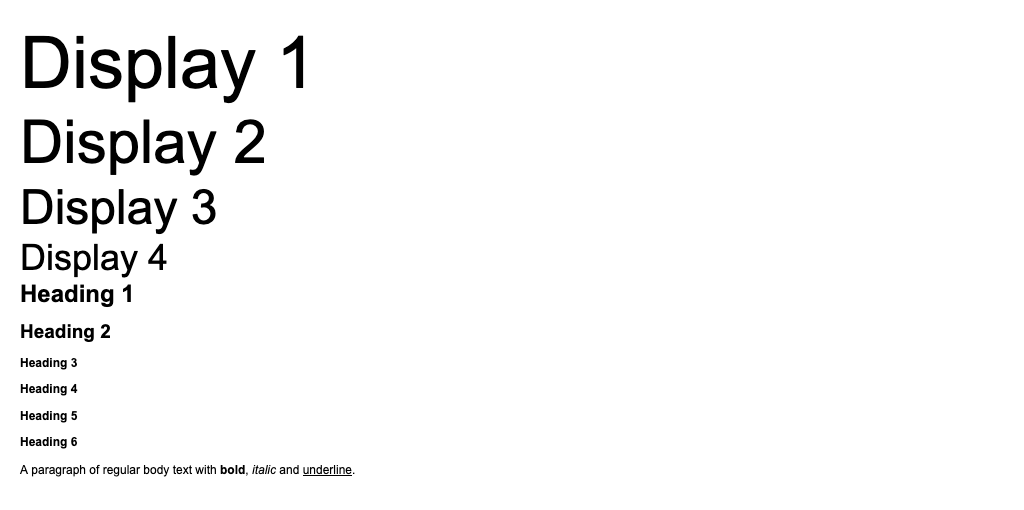 Display 1
Display 2
Display 3
Display 4
Heading 1
Heading 2
Heading 3
Heading 4
Heading 5
Heading 6
A paragraph of regular body text with bold, italic and underline.